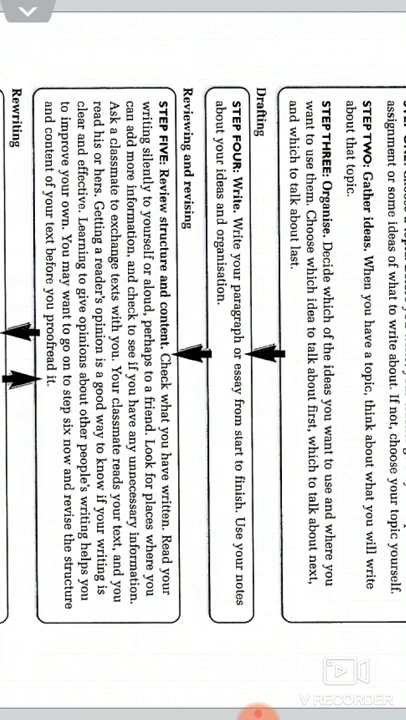 assignment or some ideas of what to write about. If not, choose your topic yourself.
STEP TWO: Gather ideas. When you have a topic, think about what you will write
about that topic.
STEP THREE: Organise. Decide which of the ideas you want to use and where you
want to use them. Choose which idea to talk about first, which to talk about next,
and which to talk about last.
Drafting
STEP FOUR: Write. Write your paragraph or essay from start to finish. Use your notes
about your ideas and organisation.
Reviewing and revising
STEP FIVE: Review structure and content. Check what you have written. Read your
writing silently to yourself or aloud, perhaps to a friend. Look for places where you
can add more information, and check to see if you have any unnecessary information.
Ask a classmate to exchange texts with you. Your classmate reads your text, and you
read his or hers. Getting a reader's opinion is a good way to know if your writing is
clear and effective. Learning to give opinions about other people's writing helps you
to improve your own. You may want to go on to step six now and revise the structure
and content of your text before you proofread it.
Rewriting
V RECORDER